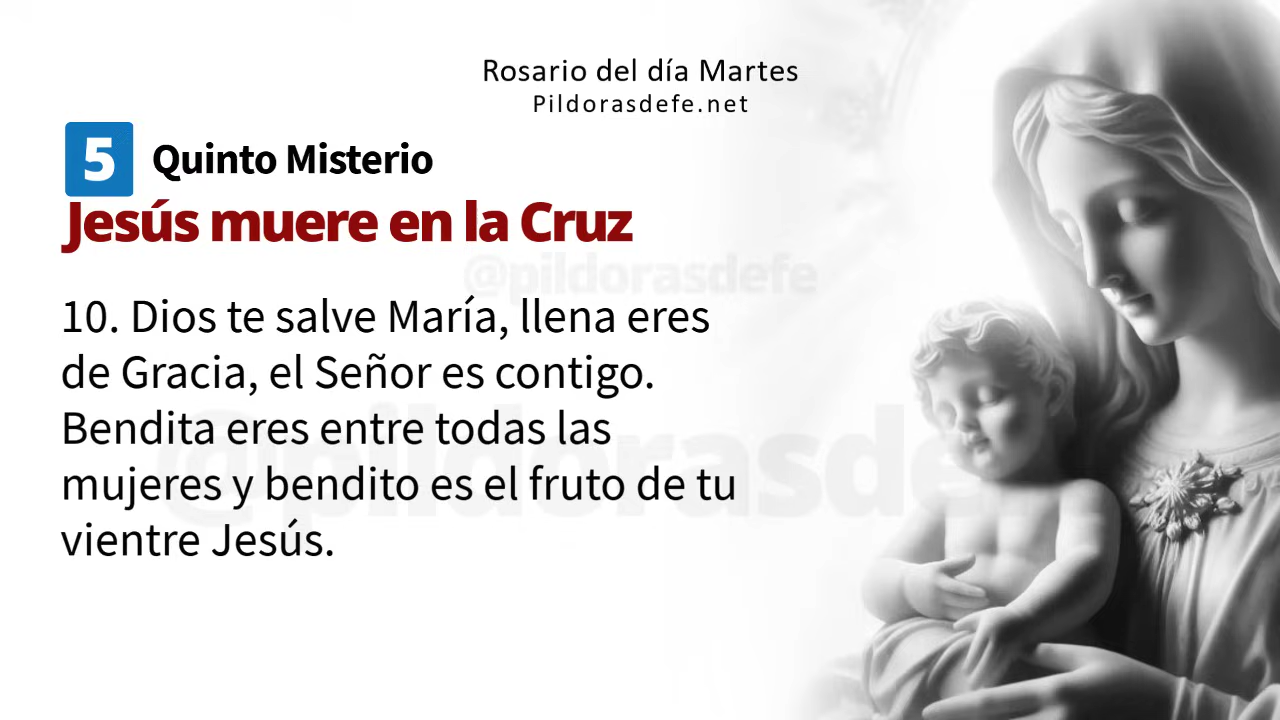 Rosario del día Martes
Pildorasdefe.net
5 Quinto Misterio
Jesús muere en la Cruz
@pildorasdefe
10. Dios te salve María, llena eres
de Gracia, el Señor es contigo.
Bendita eres entre todas las
mujeres y bendito es el fruto de tu
vientre Jesús.
@pildorasdefe